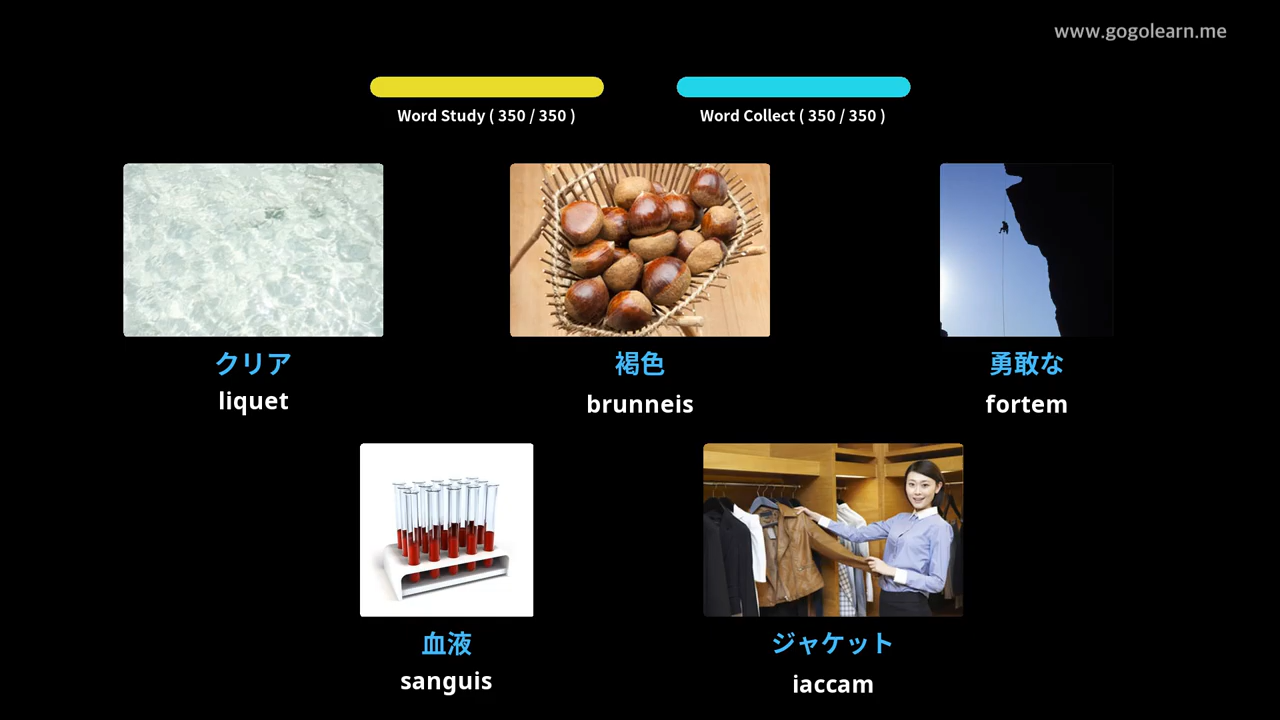 www.gogolearn.me
Word Study ( 350 / 350 )
Word Collect ( 350 / 350 )
クリア
liquet
褐色
brunneis
勇敢な
fortem
血液
sanguis
ジャケット
iaccam